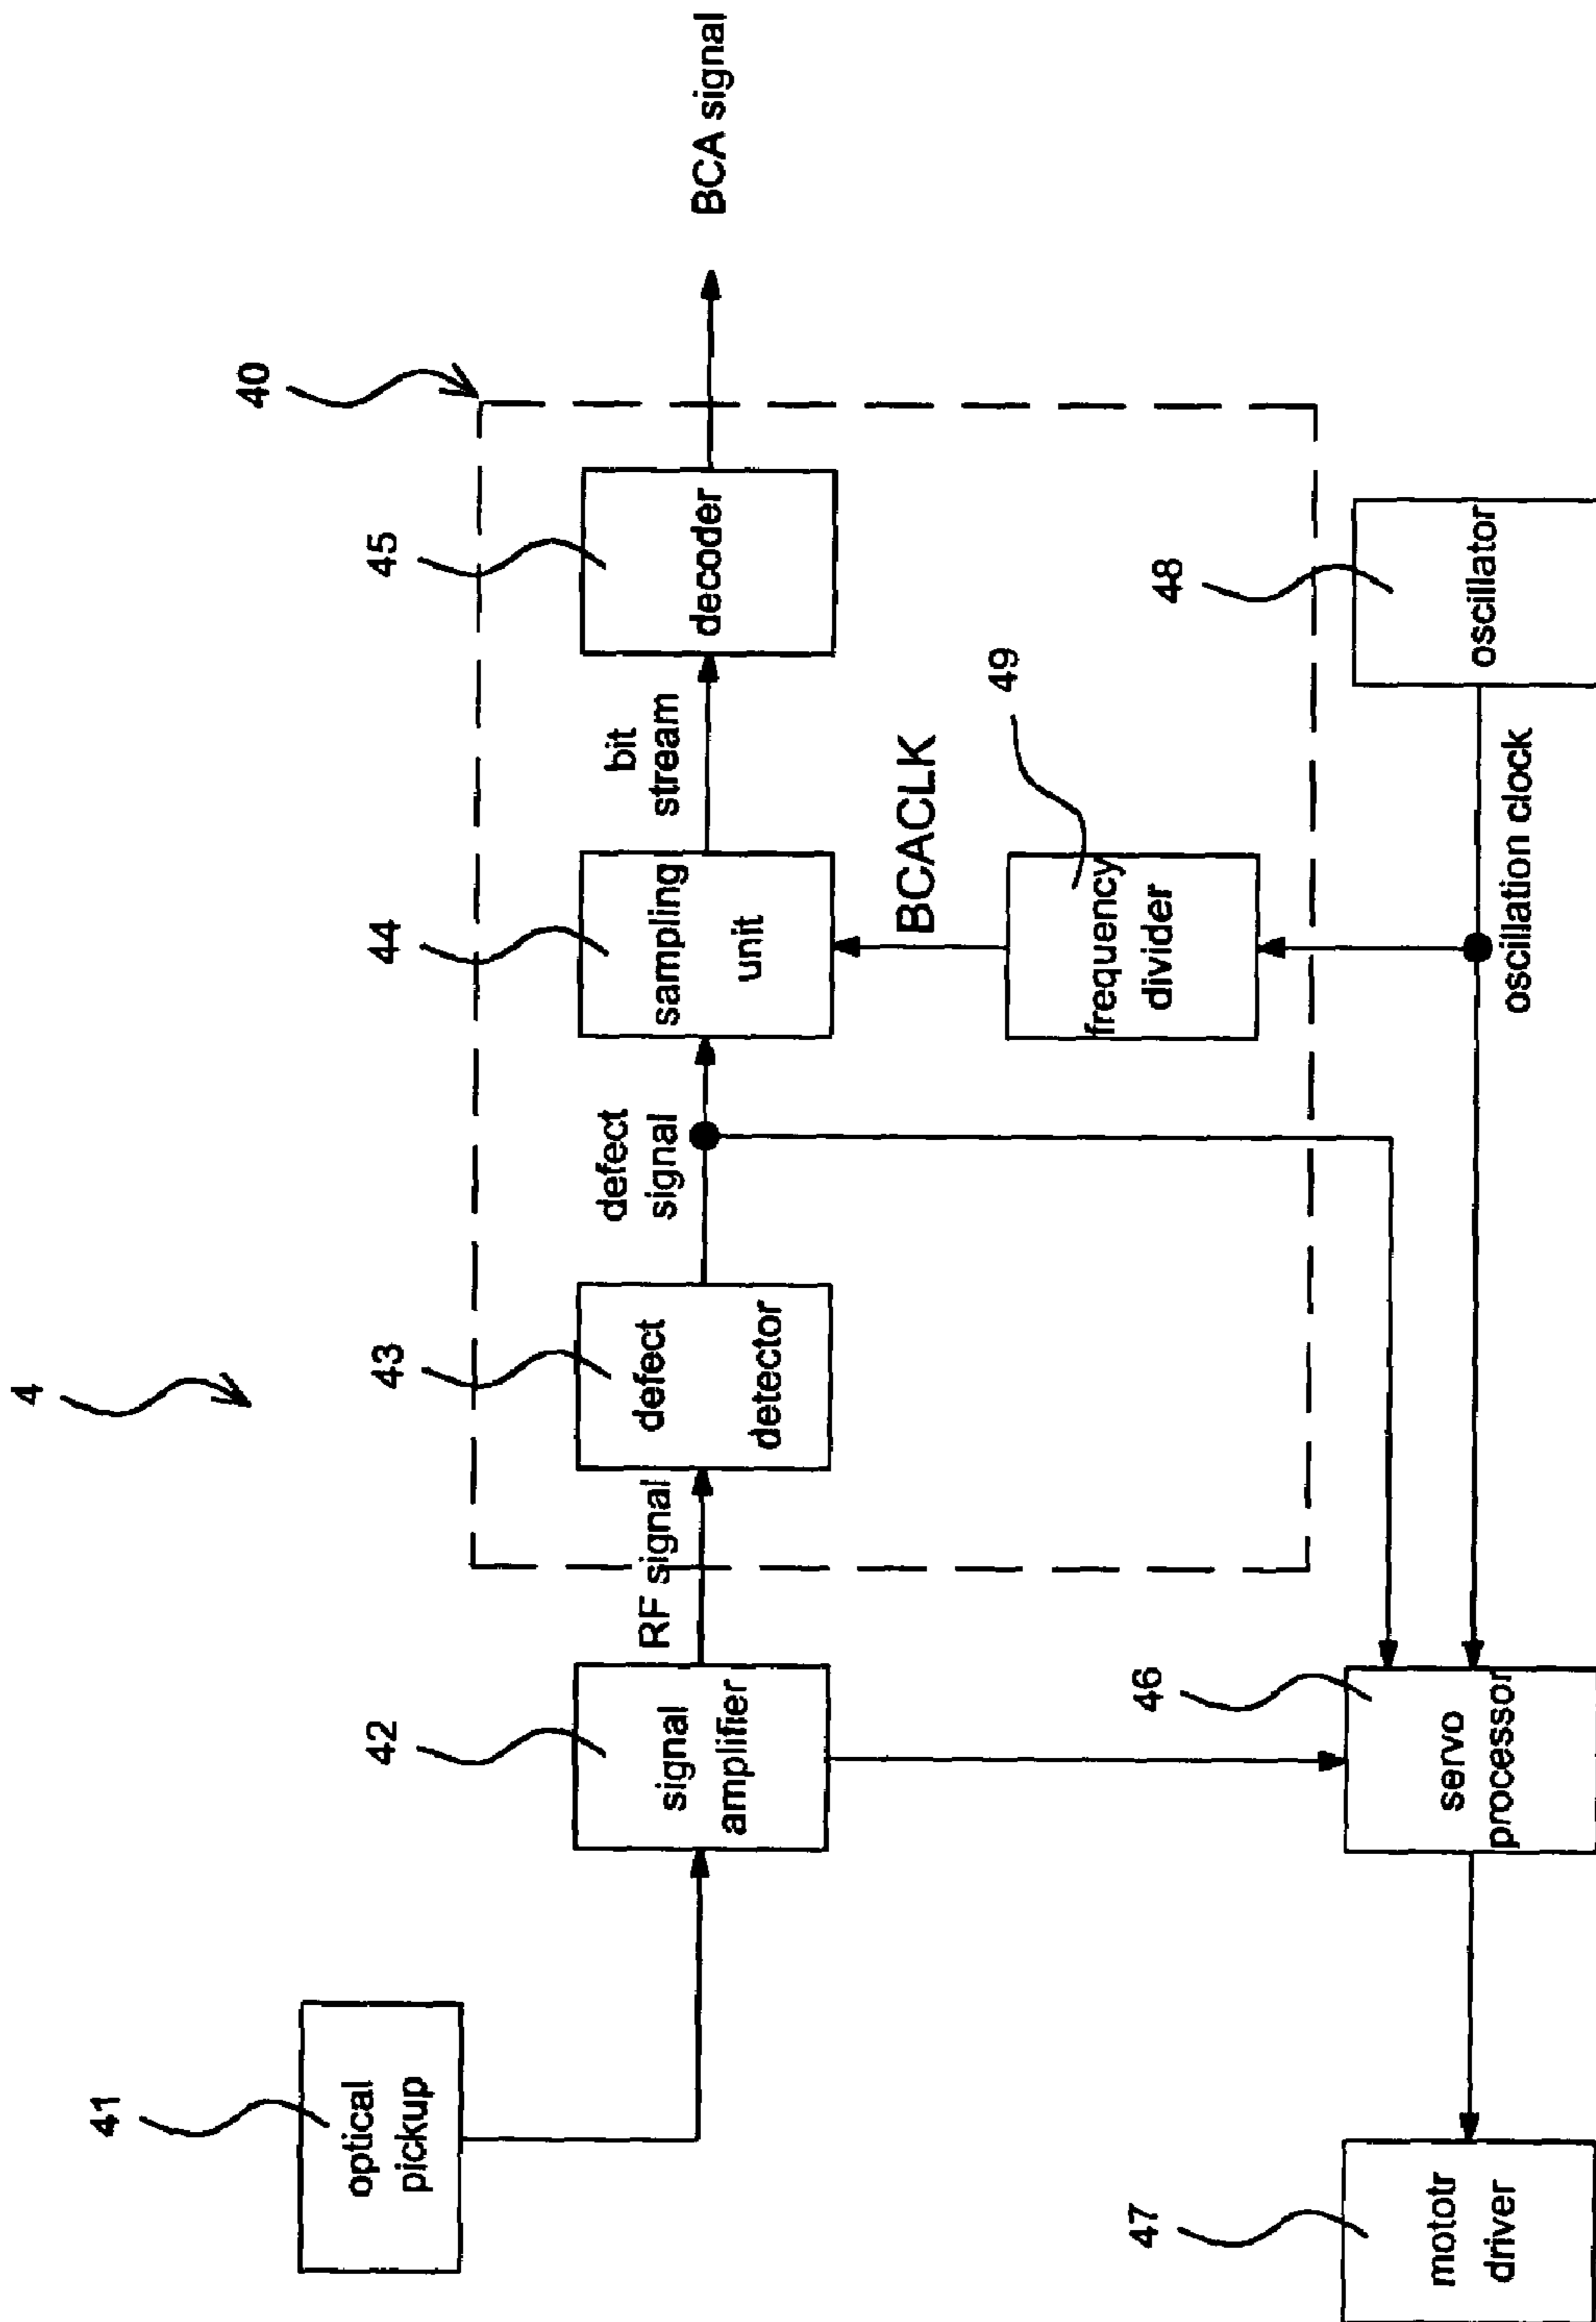 4
40
41
optical
pickup
42
signal
amplifier
RF signal
43
defect
detector
defect
signal
44
sampling
unit
bit
stream
45
decoder
BCA signal
BCACLK
49
frequency
divider
48
oscillator
oscillation clock
46
servo
processor
47
mototr
driver